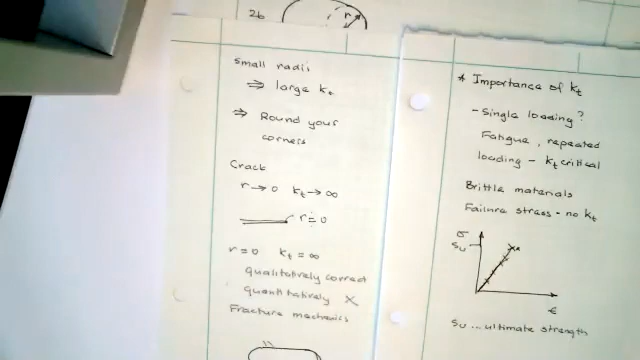 2b
r
small radii
⇒ large kt
⇒ Round your
corners
Crack
r → 0 kt → ∞
r = 0
r = 0 kt = ∞
qualitatively correct
quantitatively X
Fracture mechanics
* Importance of kt
- Single loading?
Fatigue, repeated
loading - kt critical
Brittle materials
Failure stress - no kt
σ
Su
x
ε
Su ... ultimate strength